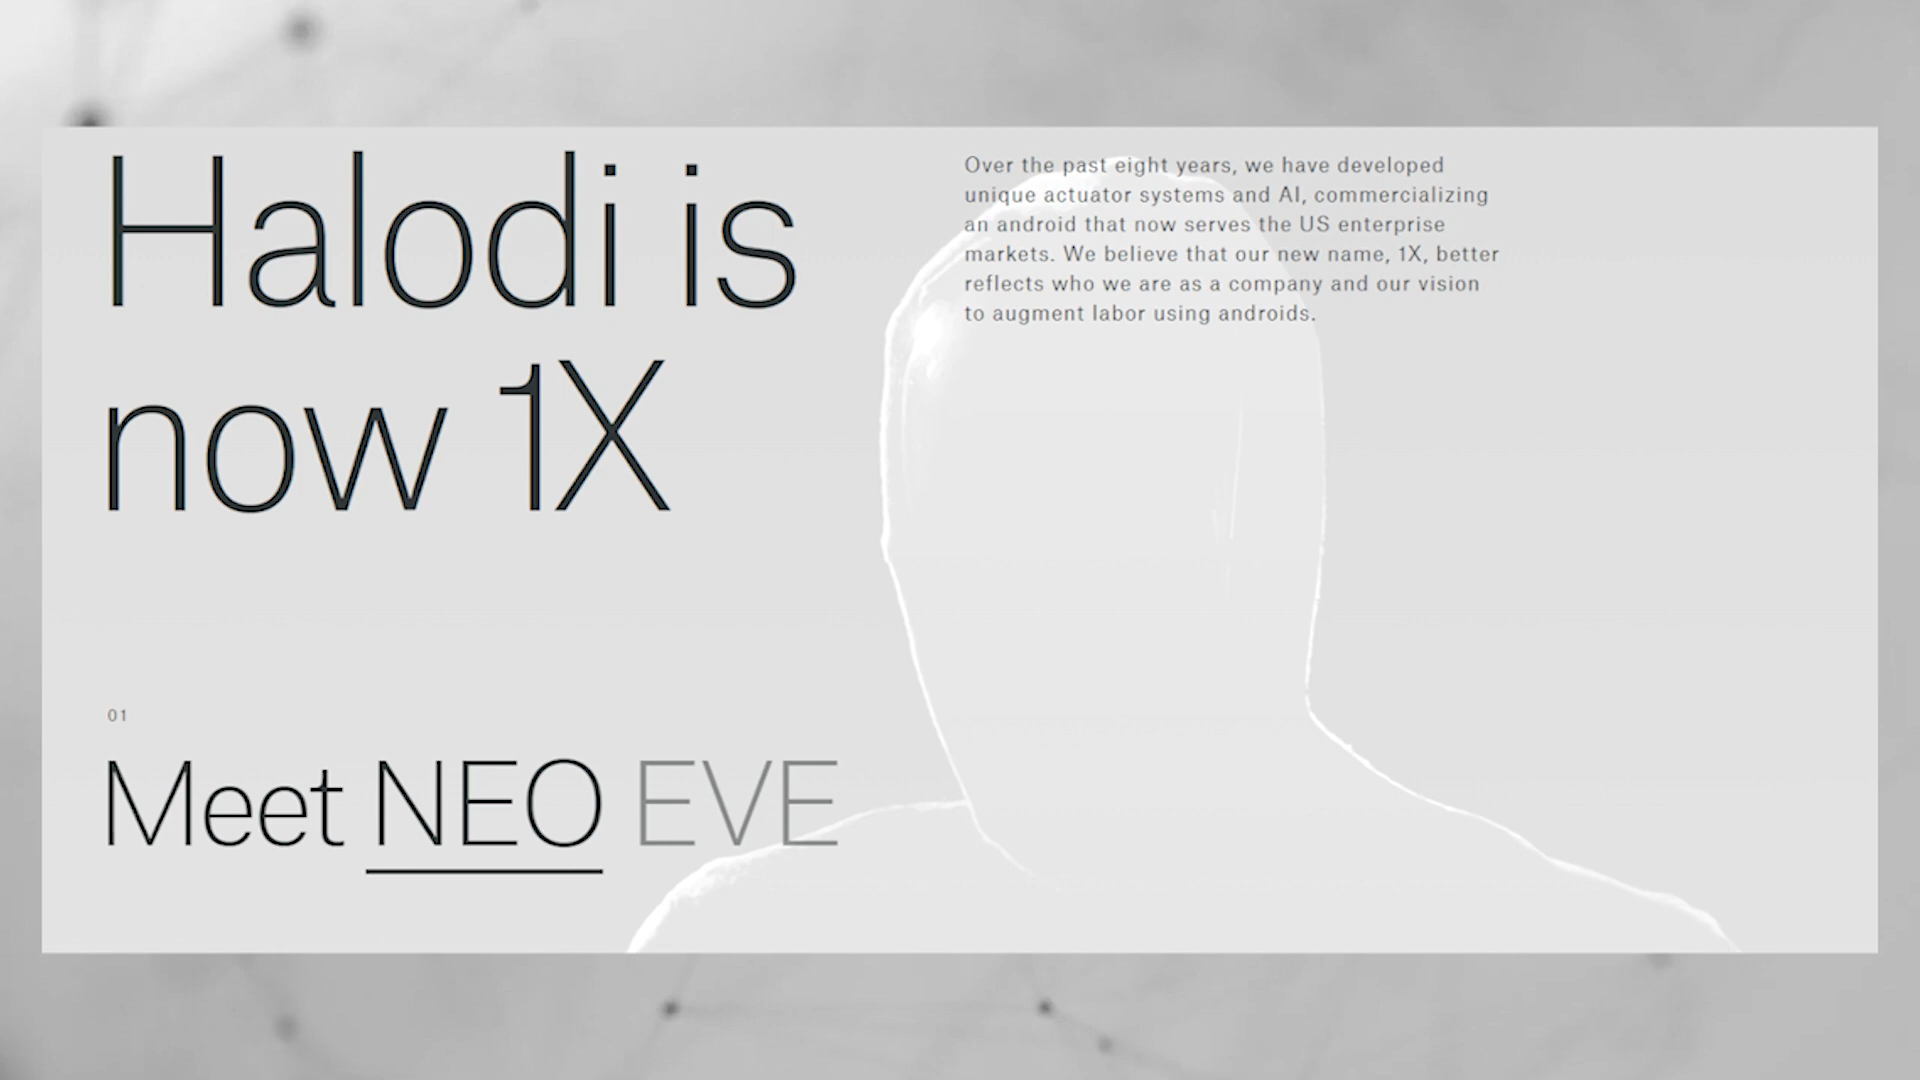 Halodi is
now 1X
Over the past eight years, we have developed
unique actuator systems and AI, commercializing
an android that now serves the US enterprise
markets. We believe that our new name, 1X, better
reflects who we are as a company and our vision
to augment labor using androids.
01
Meet NEO EVE